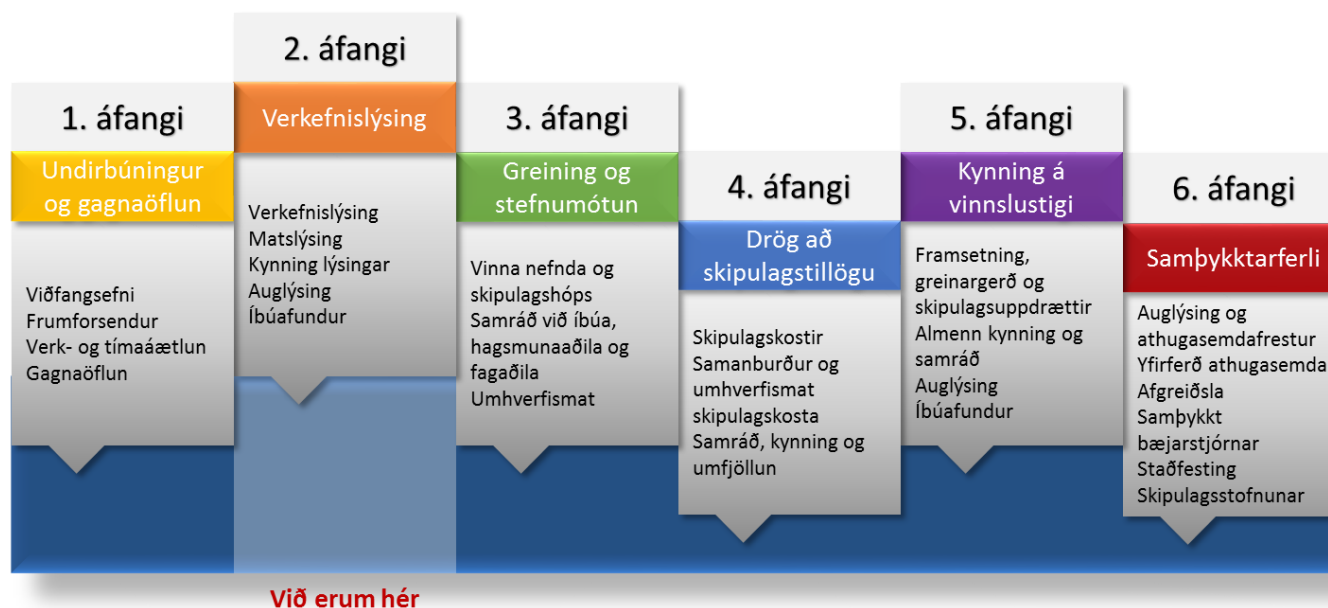 1. áfangi
Undirbúningur
og gagnaöflun
Viðfangsefni
Frumforsendur
Verk- og tímaáætlun
Gagnaöflun
2. áfangi
Verkefnislýsing
Verkefnislýsing
Matslýsing
Kynning lýsingar
Auglýsing
Íbúafundur
3. áfangi
Greining og
stefnumótun
Vinna nefnda og
skipulagshóps
Samráð við íbúa,
hagsmunaaðila og
fagaðila
Umhverfismat
4. áfangi
Drög að
skipulagstillögu
Skipulagskostir
Samanburður og
umhverfismat
skipulagskosta
Samráð, kynning og
umfjöllun
5. áfangi
Kynning á
vinnslustigi
Framsetning,
greinargerð og
skipulagsuppdrættir
Almenn kynning og
samráð
Auglýsing
Íbúafundur
6. áfangi
Samþykktarferli
Auglýsing og
athugasemdafrestur
Yfirferð athugasemda
Afgreiðsla
Samþykkt
bæjarstjórnar
Staðfesting
Skipulagsstofnunar
Við erum hér